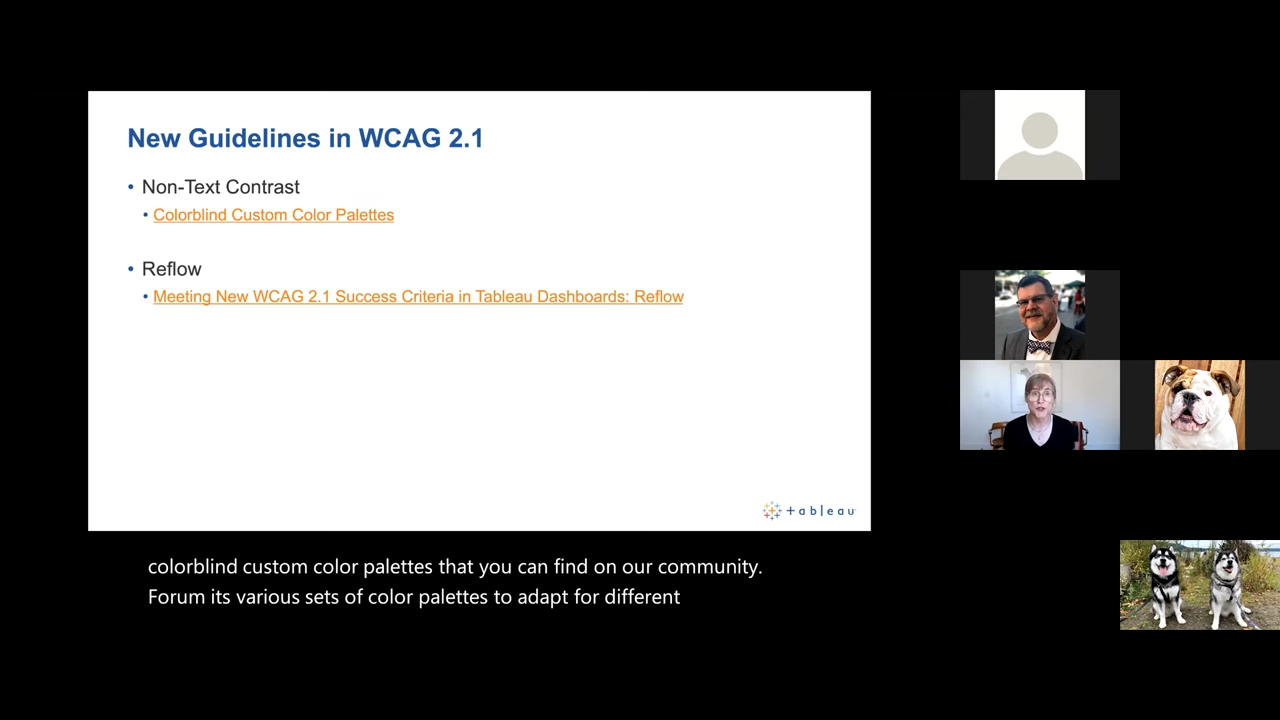 New Guidelines in WCAG 2.1
• Non-Text Contrast
• Colorblind Custom Color Palettes
• Reflow
• Meeting New WCAG 2.1 Success Criteria in Tableau Dashboards: Reflow
+ableau
colorblind custom color palettes that you can find on our community.
Forum its various sets of color palettes to adapt for different